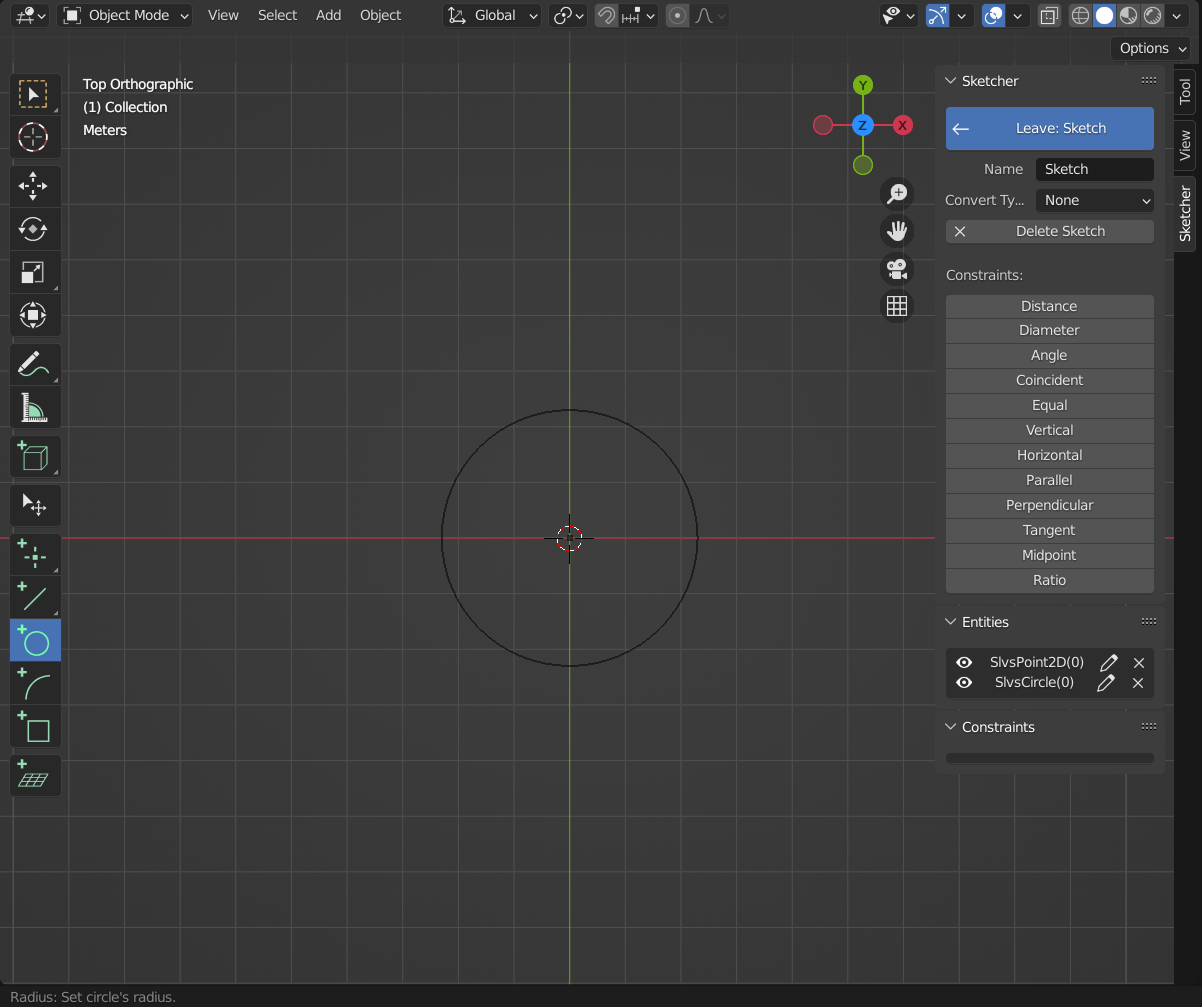 Object Mode View Select Add Object Global
Options
Top Orthographic
(1) Collection
Meters
Y
Z
X
Sketcher
Leave: Sketch
Name Sketch
Convert Ty... None
Delete Sketch
Constraints:
Distance
Diameter
Angle
Coincident
Equal
Vertical
Horizontal
Parallel
Perpendicular
Tangent
Midpoint
Ratio
Entities
SlvsPoint2D(0)
SlvsCircle(0)
Constraints
Tool
View
Sketcher
Radius: Set circle's radius.